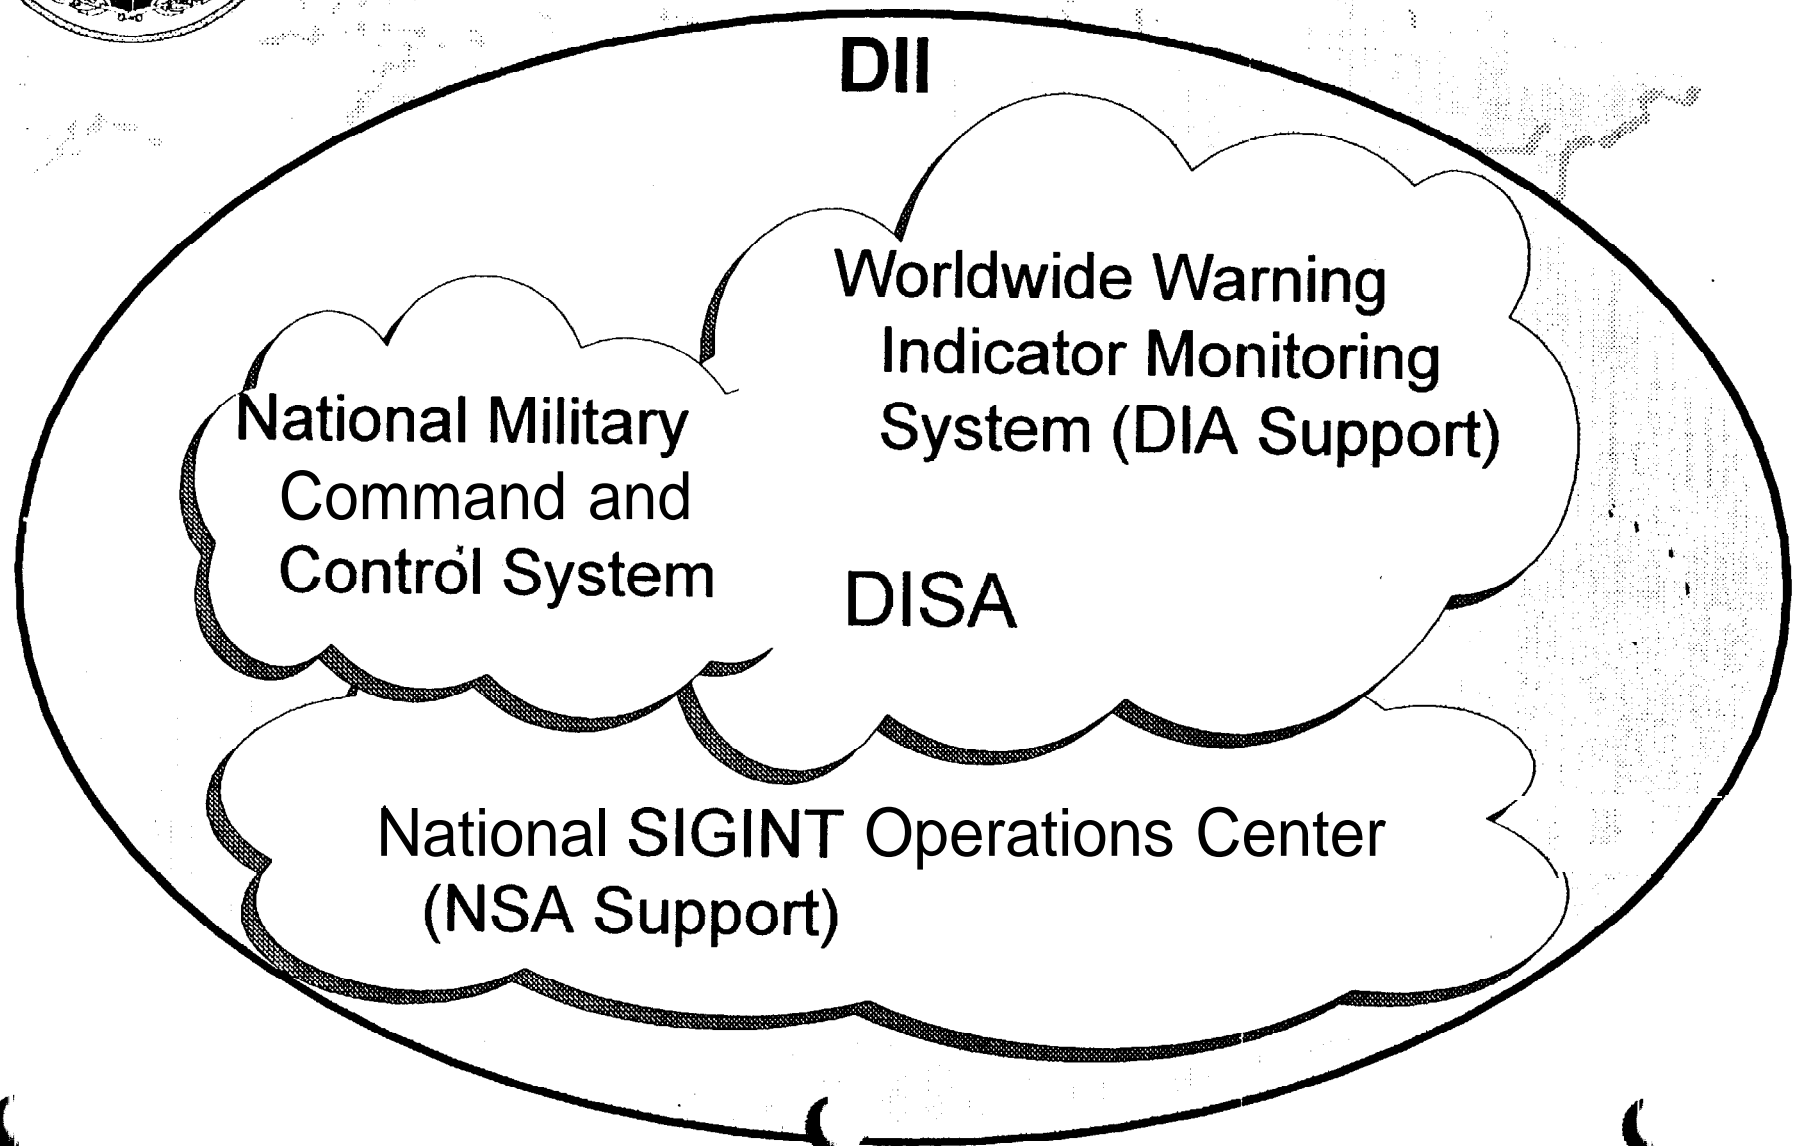 DII
Worldwide Warning
Indicator Monitoring
System (DIA Support)
National Military
Command and
Control System
DISA
National SIGINT Operations Center
(NSA Support)